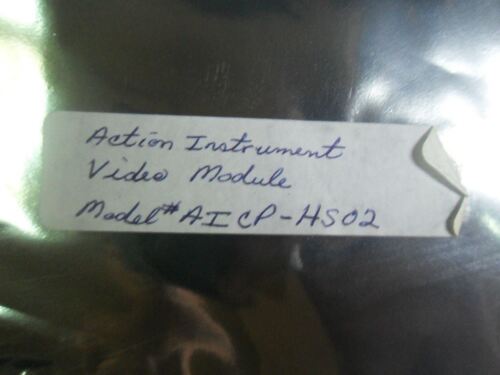 Action Instrument
Video Module
Model# AICP-HS02